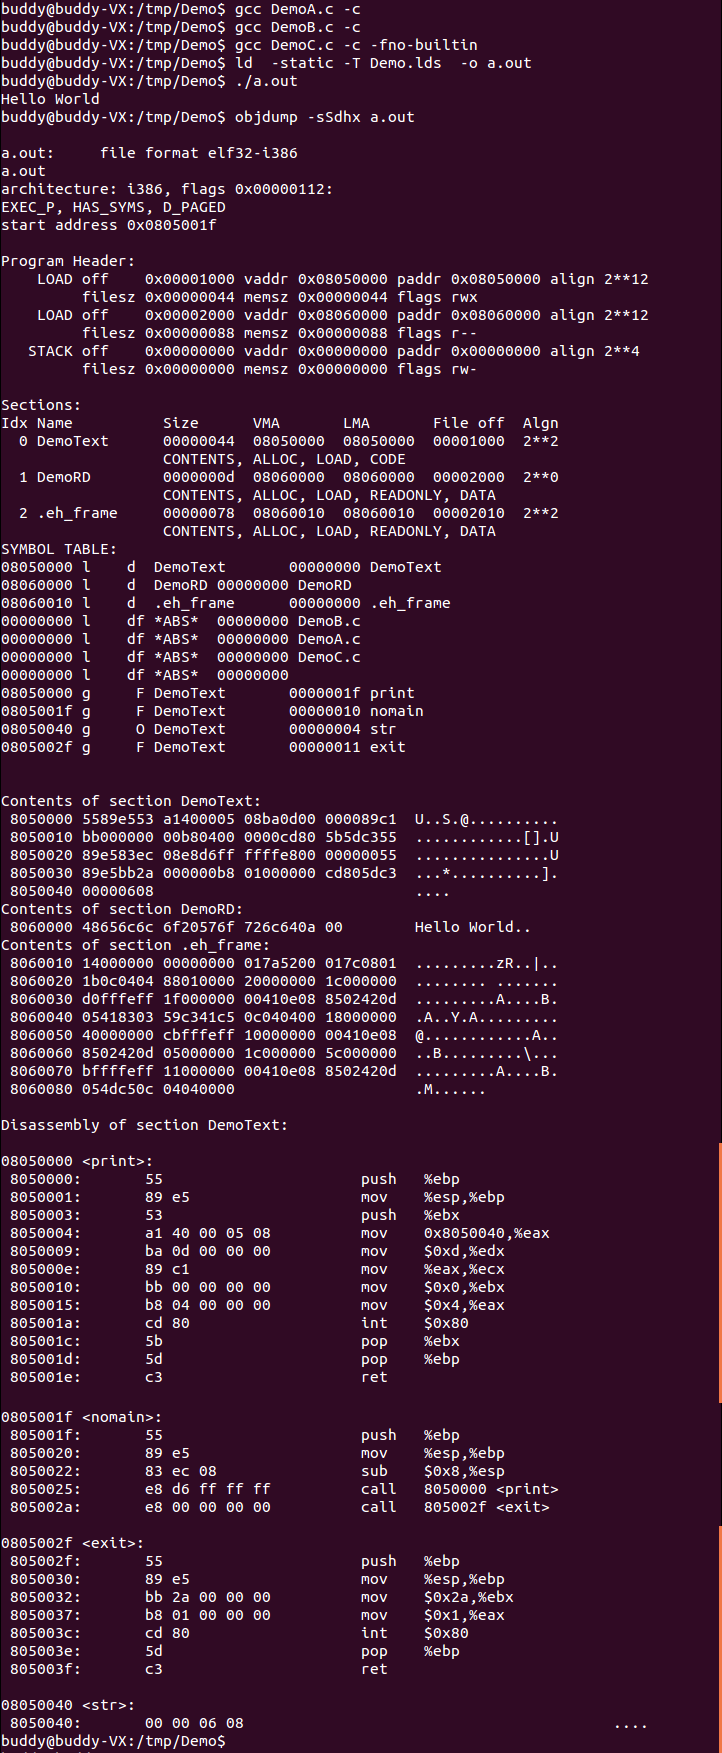 buddy@buddy-VX:/tmp/Demo$ gcc DemoA.c -c
buddy@buddy-VX:/tmp/Demo$ gcc DemoB.c -c
buddy@buddy-VX:/tmp/Demo$ gcc DemoC.c -c -fno-builtin
buddy@buddy-VX:/tmp/Demo$ ld  -static -T Demo.lds  -o a.out
buddy@buddy-VX:/tmp/Demo$ ./a.out
Hello World
buddy@buddy-VX:/tmp/Demo$ objdump -sSdhx a.out

a.out:     file format elf32-i386
a.out
architecture: i386, flags 0x00000112:
EXEC_P, HAS_SYMS, D_PAGED
start address 0x0805001f

Program Header:
    LOAD off    0x00001000 vaddr 0x08050000 paddr 0x08050000 align 2**12
         filesz 0x00000044 memsz 0x00000044 flags rwx
    LOAD off    0x00002000 vaddr 0x08060000 paddr 0x08060000 align 2**12
         filesz 0x00000088 memsz 0x00000088 flags r--
   STACK off    0x00000000 vaddr 0x00000000 paddr 0x00000000 align 2**4
         filesz 0x00000000 memsz 0x00000000 flags rw-

Sections:
Idx Name          Size      VMA       LMA       File off  Algn
  0 DemoText      00000044  08050000  08050000  00001000  2**2
                  CONTENTS, ALLOC, LOAD, CODE
  1 DemoRD        0000000d  08060000  08060000  00002000  2**0
                  CONTENTS, ALLOC, LOAD, READONLY, DATA
  2 .eh_frame     00000078  08060010  08060010  00002010  2**2
                  CONTENTS, ALLOC, LOAD, READONLY, DATA
SYMBOL TABLE:
08050000 l    d  DemoText       00000000 DemoText
08060000 l    d  DemoRD 00000000 DemoRD
08060010 l    d  .eh_frame      00000000 .eh_frame
00000000 l    df *ABS*  00000000 DemoB.c
00000000 l    df *ABS*  00000000 DemoA.c
00000000 l    df *ABS*  00000000 DemoC.c
00000000 l    df *ABS*  00000000
08050000 g     F DemoText       0000001f print
0805001f g     F DemoText       00000010 nomain
08050040 g     O DemoText       00000004 str
0805002f g     F DemoText       00000011 exit

Contents of section DemoText:
 8050000 5589e553 a1400005 08ba0d00 000089c1  U..S.@..........
 8050010 bb000000 00b80400 0000cd80 5b5dc355  ............[].U
 8050020 89e583ec 08e8d6ff ffffe800 00000055  ...............U
 8050030 89e5bb2a 000000b8 01000000 cd805dc3  ...*..........].
 8050040 00000608                             ....
Contents of section DemoRD:
 8060000 48656c6c 6f20576f 726c640a 00        Hello World..
Contents of section .eh_frame:
 8060010 14000000 00000000 017a5200 017c0801  .........zR..|..
 8060020 1b0c0404 88010000 20000000 1c000000  ........ .......
 8060030 d0fffeff 1f000000 00410e08 8502420d  .........A....B.
 8060040 05418303 59c341c5 0c040400 18000000  .A..Y.A.........
 8060050 40000000 cbfffeff 10000000 00410e08  @............A..
 8060060 8502420d 05000000 1c000000 5c000000  ..B.........\...
 8060070 bffffeff 11000000 00410e08 8502420d  .........A....B.
 8060080 054dc50c 04040000                    .M......

Disassembly of section DemoText:

08050000 <print>:
 8050000:       55                      push   %ebp
 8050001:       89 e5                   mov    %esp,%ebp
 8050003:       53                      push   %ebx
 8050004:       a1 40 00 05 08          mov    0x8050040,%eax
 8050009:       ba 0d 00 00 00          mov    $0xd,%edx
 805000e:       89 c1                   mov    %eax,%ecx
 8050010:       bb 00 00 00 00          mov    $0x0,%ebx
 8050015:       b8 04 00 00 00          mov    $0x4,%eax
 805001a:       cd 80                   int    $0x80
 805001c:       5b                      pop    %ebx
 805001d:       5d                      pop    %ebp
 805001e:       c3                      ret

0805001f <nomain>:
 805001f:       55                      push   %ebp
 8050020:       89 e5                   mov    %esp,%ebp
 8050022:       83 ec 08                sub    $0x8,%esp
 8050025:       e8 d6 ff ff ff          call   8050000 <print>
 805002a:       e8 00 00 00 00          call   805002f <exit>

0805002f <exit>:
 805002f:       55                      push   %ebp
 8050030:       89 e5                   mov    %esp,%ebp
 8050032:       bb 2a 00 00 00          mov    $0x2a,%ebx
 8050037:       b8 01 00 00 00          mov    $0x1,%eax
 805003c:       cd 80                   int    $0x80
 805003e:       5d                      pop    %ebp
 805003f:       c3                      ret

08050040 <str>:
 8050040:       00 00 06 08                                         ....
buddy@buddy-VX:/tmp/Demo$